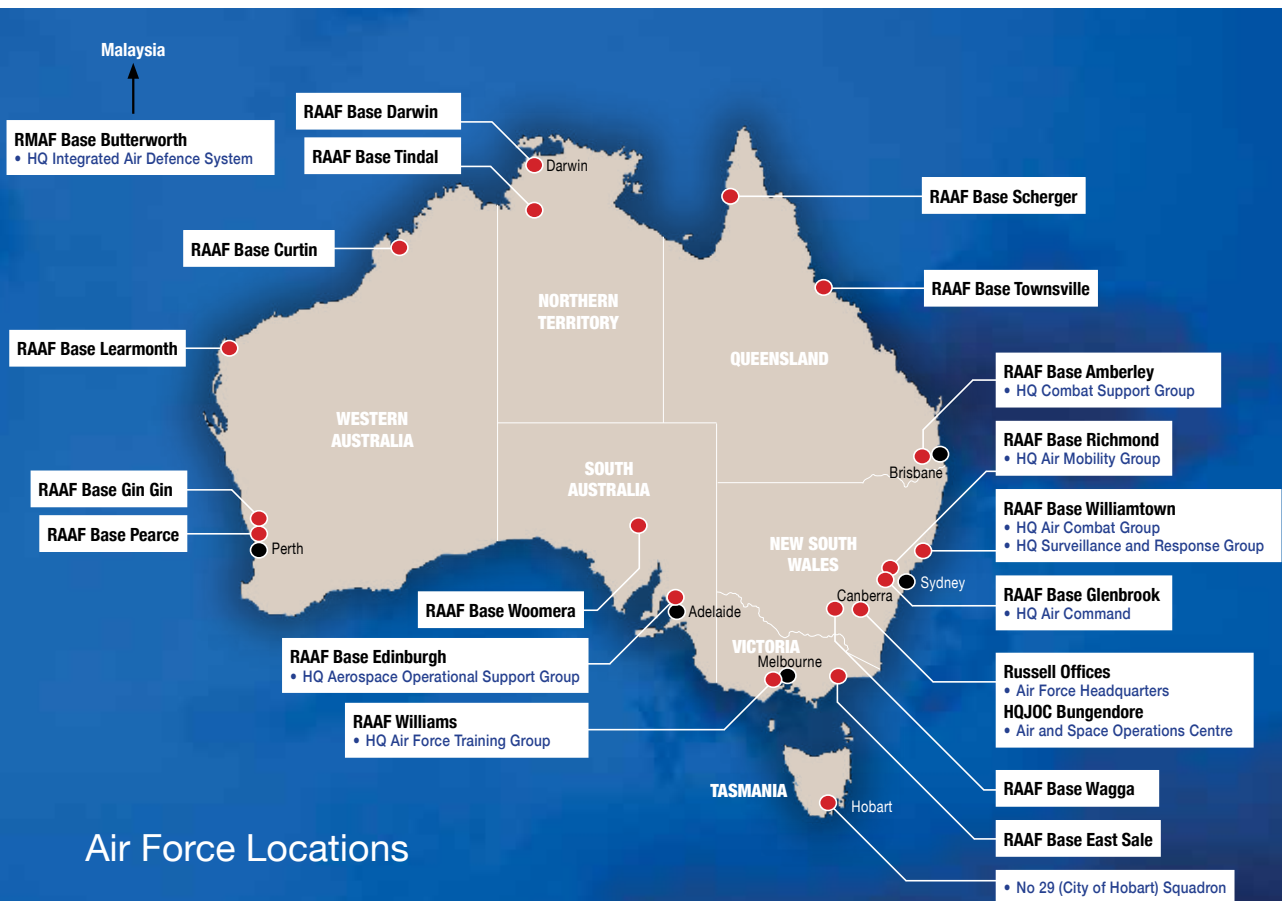 Malaysia
RMAF Base Butterworth
• HQ Integrated Air Defence System
RAAF Base Darwin
RAAF Base Tindal
Darwin
RAAF Base Scherger
RAAF Base Curtin
RAAF Base Townsville
NORTHERN
TERRITORY
RAAF Base Learmonth
QUEENSLAND
RAAF Base Amberley
• HQ Combat Support Group
WESTERN
AUSTRALIA
RAAF Base Richmond
• HQ Air Mobility Group
SOUTH
AUSTRALIA
Brisbane
RAAF Base Gin Gin
RAAF Base Pearce
Perth
RAAF Base Williamtown
• HQ Air Combat Group
• HQ Surveillance and Response Group
NEW SOUTH
WALES
Sydney
Canberra
RAAF Base Glenbrook
• HQ Air Command
RAAF Base Woomera
Adelaide
RAAF Base Edinburgh
• HQ Aerospace Operational Support Group
VICTORIA
Melbourne
Russell Offices
• Air Force Headquarters
HQJOC Bungendore
• Air and Space Operations Centre
RAAF Williams
• HQ Air Force Training Group
TASMANIA
Hobart
RAAF Base Wagga
RAAF Base East Sale
• No 29 (City of Hobart) Squadron
Air Force Locations